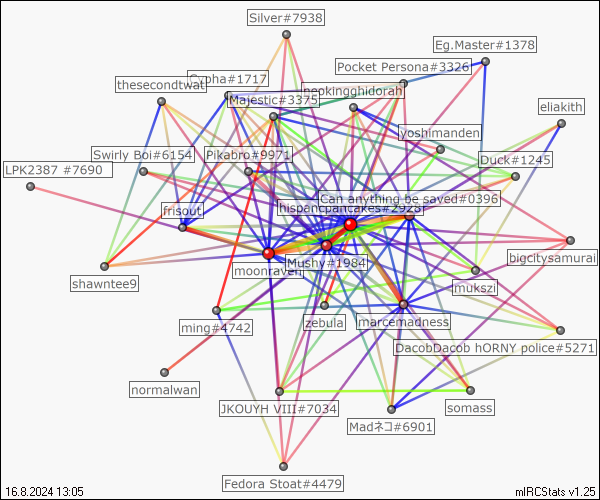 Silver#7938
Eg.Master#1378
Pocket Persona#3326
Cypha#1717
thesecondtwat
nopkingghidorah
Majestic#3375
eliakith
yoshimanden
Swirly Boi#6154
Pikabro#9971
Duck#1245
LPK2387 #7690
Can anything be saved#0396
hispancpancakes#2928
frisout
bigcitysamurai
Mushy#1984
moonraven
shawntee9
mukszi
zebula
marcemadness
ming#4742
DacobDacob hORNY police#5271
normalwan
JKOUYH VIII#7034
somass
Madネコ#6901
Fedora Stoat#4479
16.8.2024 13:05
mIRCStats v1.25